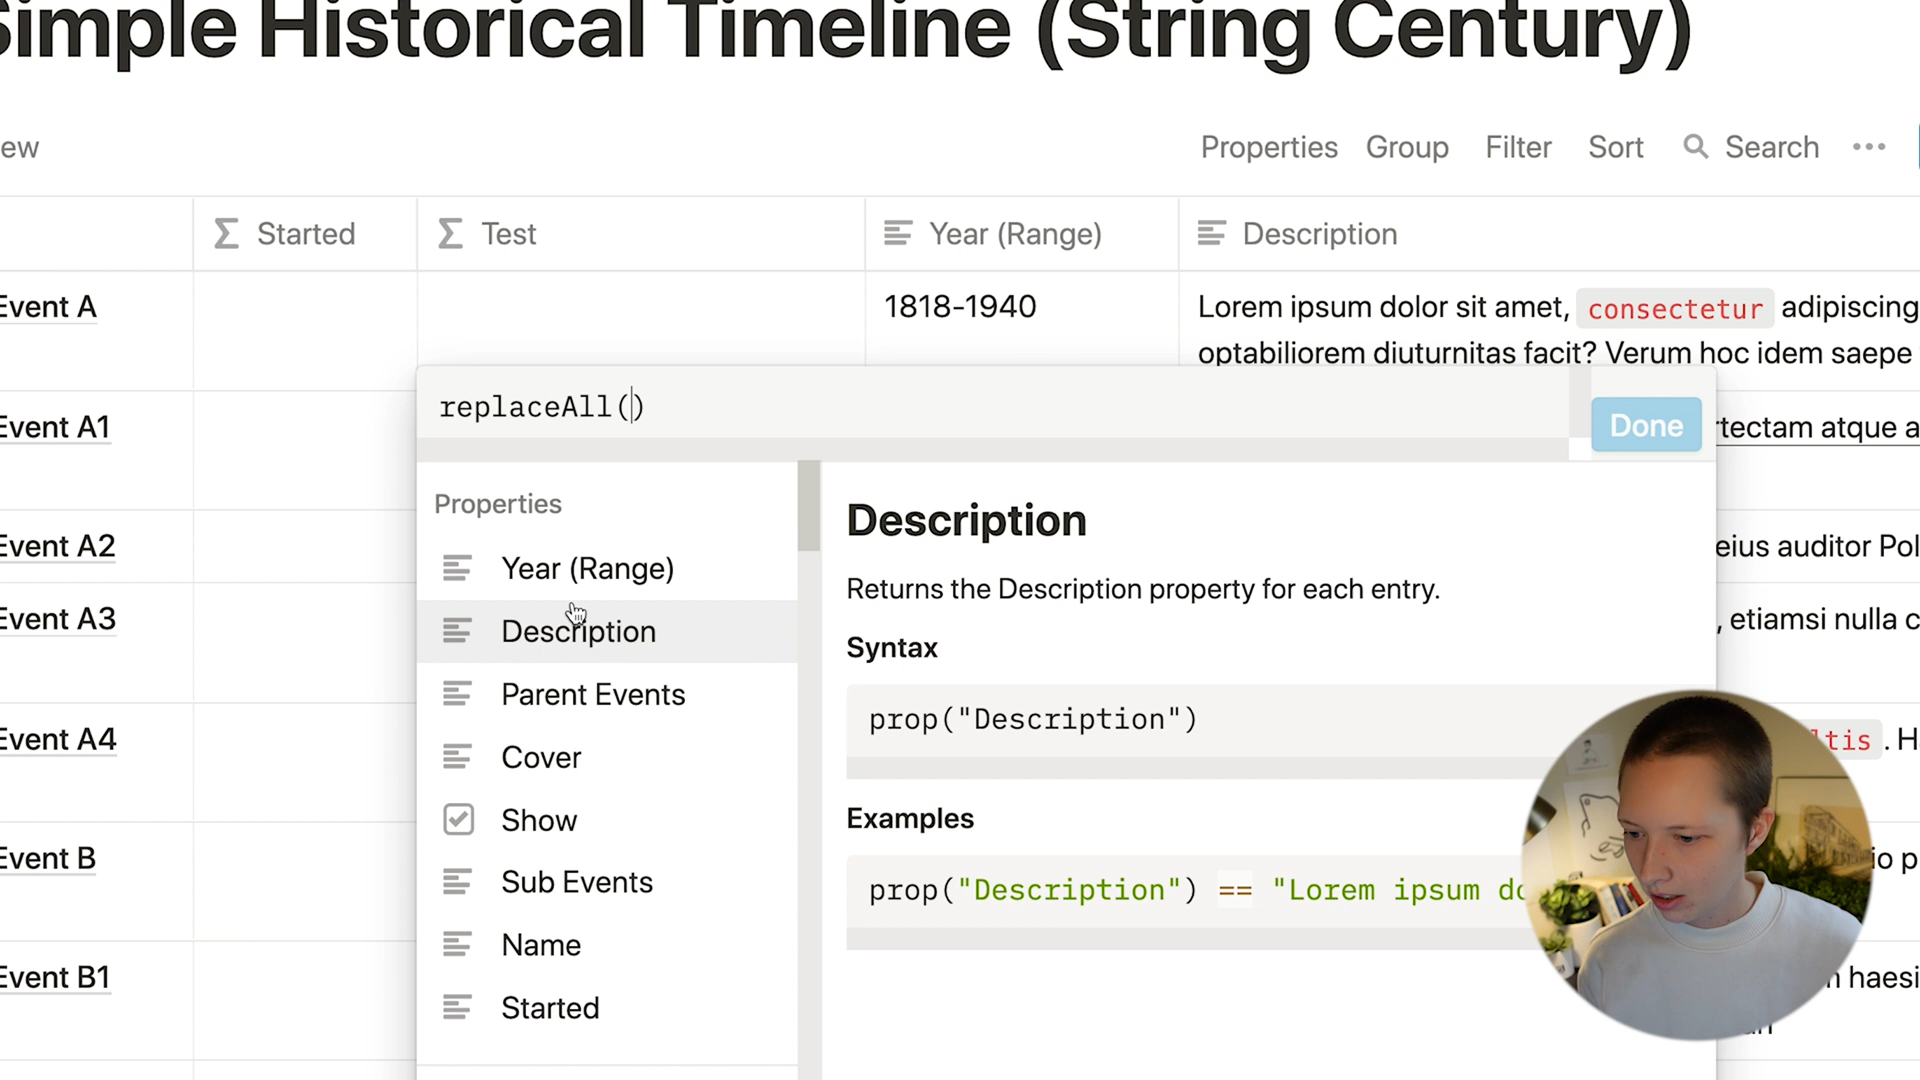 Simple Historical Timeline (String Century)
ew
Properties
Group
Filter
Sort
Search
Started
Test
Year (Range)
Description
Event A
1818-1940
Lorem ipsum dolor sit amet, consectetur adipiscing
optabiliorem diuturnitas facit? Verum hoc idem saepe
replaceAll()
Done
Event A1
tectam atque a
Properties
Year (Range)
Description
Parent Events
Cover
Show
Sub Events
Name
Started
Description
Returns the Description property for each entry.
Syntax
prop("Description")
Examples
prop("Description") == "Lorem ipsum do
Event A2
eius auditor Pol
Event A3
, etiamsi nulla c
Event A4
ltis. H
Event B
io p
Event B1
haesi